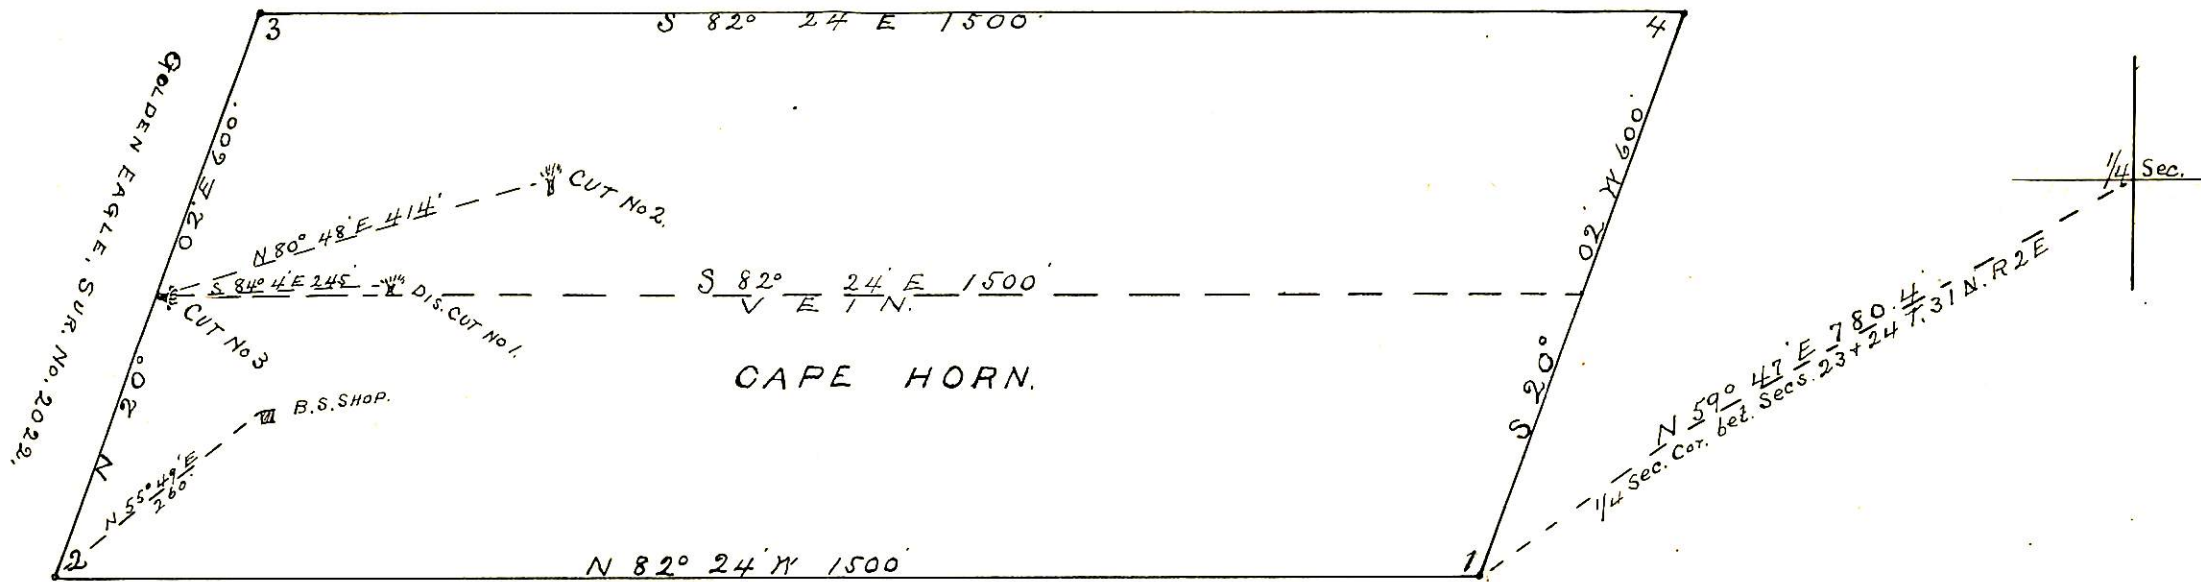 3
S 82° 24' E 1500'
4
GOLDEN EAGLE, SUR. NO. 2022.
N 20° 02' E. 600.
S 20° 02' W 600
1/4 Sec.
CUT No 2.
N 80° 48' E 414'
S 84° 4' E 245'
DIS. CUT No 1.
S 82° 24' E 1500'
V E 1 N.
CUT No 3
CAPE HORN.
B.S. SHOP.
N 55° 49' E
260.
N 59° 47' E 780.4
1/4 Sec. Cor. bet. Secs. 23 + 24 T. 31 N. R 2 E
2
N 82° 24' W 1500'
1